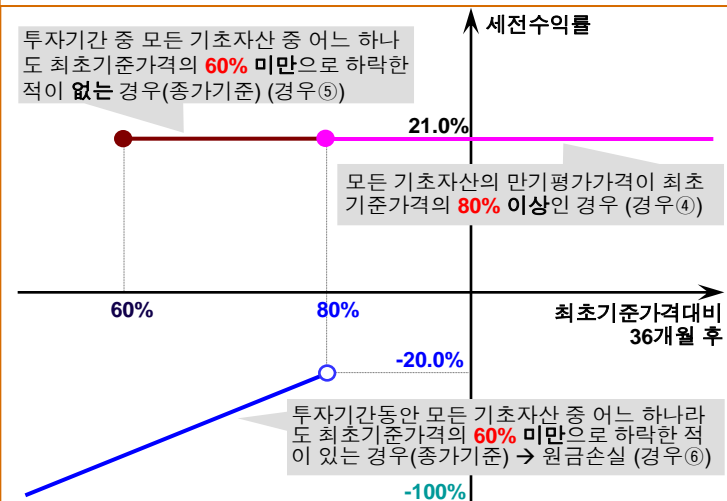 세전수익률
투자기간 중 모든 기초자산 중 어느 하나
도 최초기준가격의 60% 미만으로 하락한
적이 없는 경우(종가기준) (경우⑤)
21.0%
모든 기초자산의 만기평가가격이 최초
기준가격의 80% 이상인 경우 (경우④)
60%
80%
최초기준가격대비
36개월 후
-20.0%
투자기간동안 모든 기초자산 중 어느 하나라
도 최초기준가격의 60% 미만으로 하락한 적
이 있는 경우(종가기준) → 원금손실 (경우⑥)
-100%